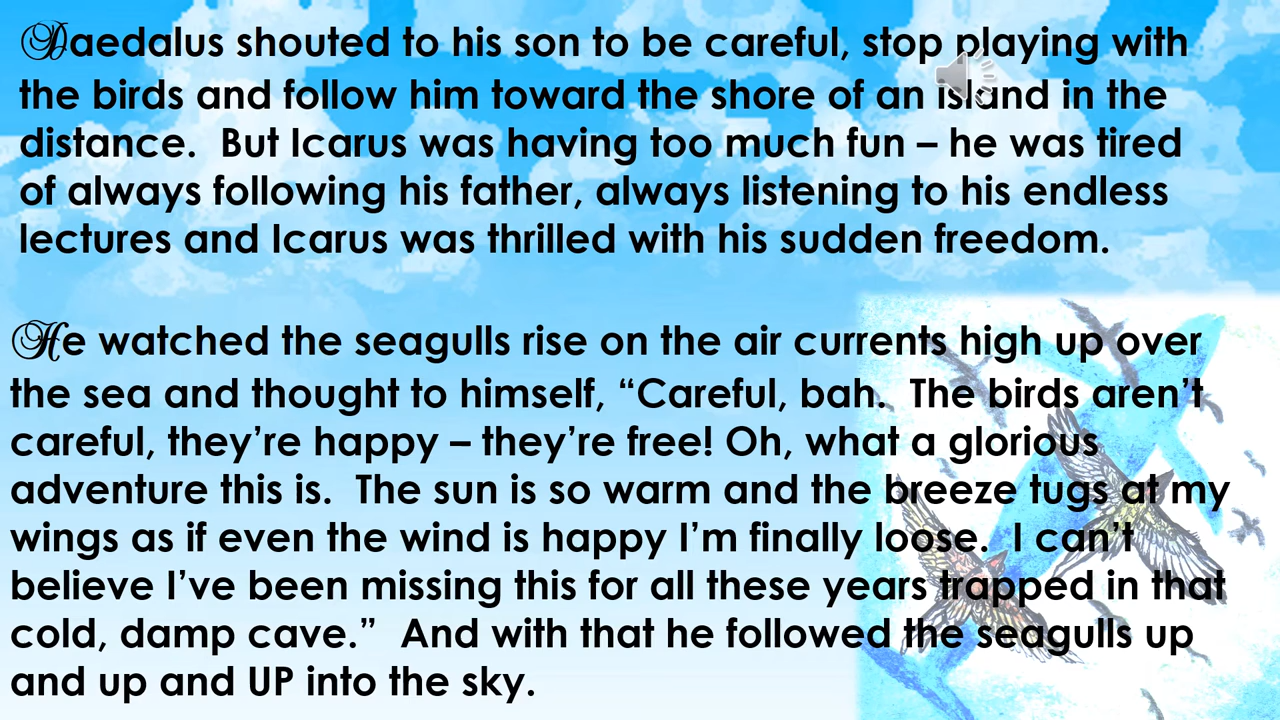 Daedalus shouted to his son to be careful, stop playing with
the birds and follow him toward the shore of an island in the
distance.  But Icarus was having too much fun – he was tired
of always following his father, always listening to his endless
lectures and Icarus was thrilled with his sudden freedom.
He watched the seagulls rise on the air currents high up over
the sea and thought to himself, “Careful, bah.  The birds aren’t
careful, they’re happy – they’re free! Oh, what a glorious
adventure this is.  The sun is so warm and the breeze tugs at my
wings as if even the wind is happy I’m finally loose.  I can’t
believe I’ve been missing this for all these years trapped in that
cold, damp cave.”  And with that he followed the seagulls up
and up and UP into the sky.